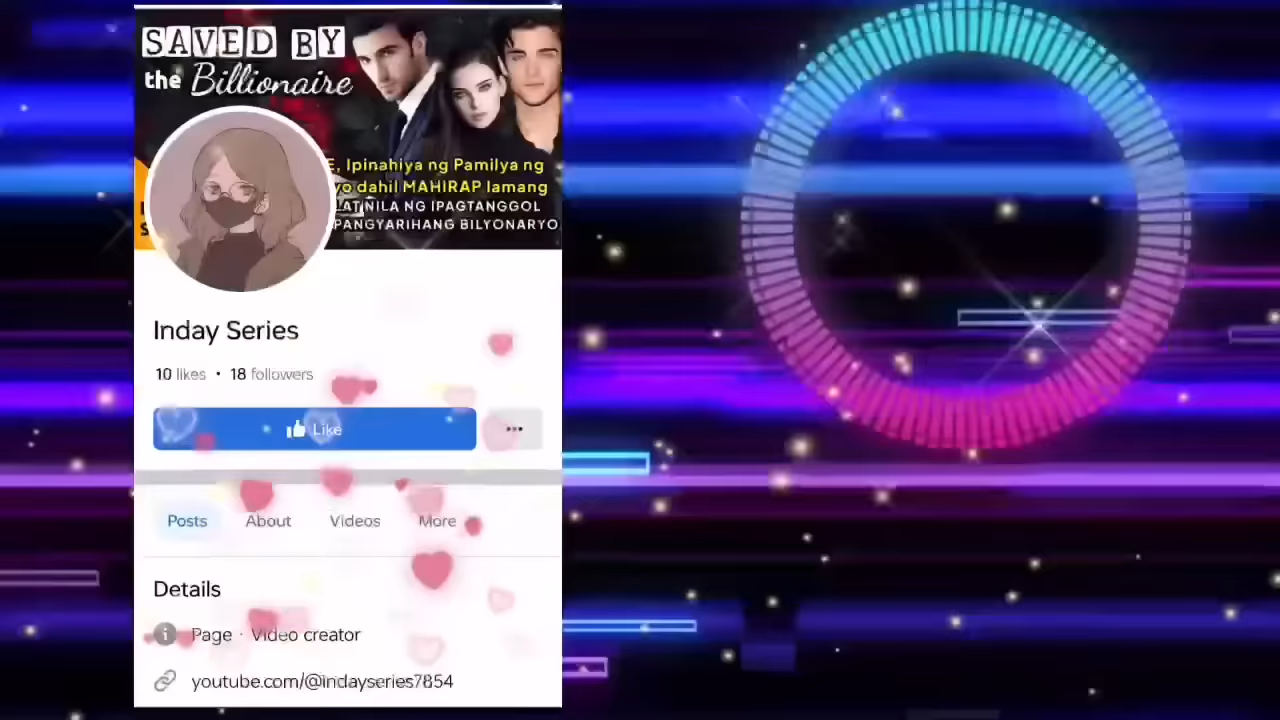 SAVED BY
the Billionaire
E, Ipinahiya ng Pamilya ng
yo dahil MAHIRAP lamang
LAT NILA NG IPAGTANGGOL
PANGYARIHANG BILYONARYO
Inday Series
10 likes • 18 followers
Like
Posts About Videos More
Details
Page · Video creator
youtube.com/@indayseries7854